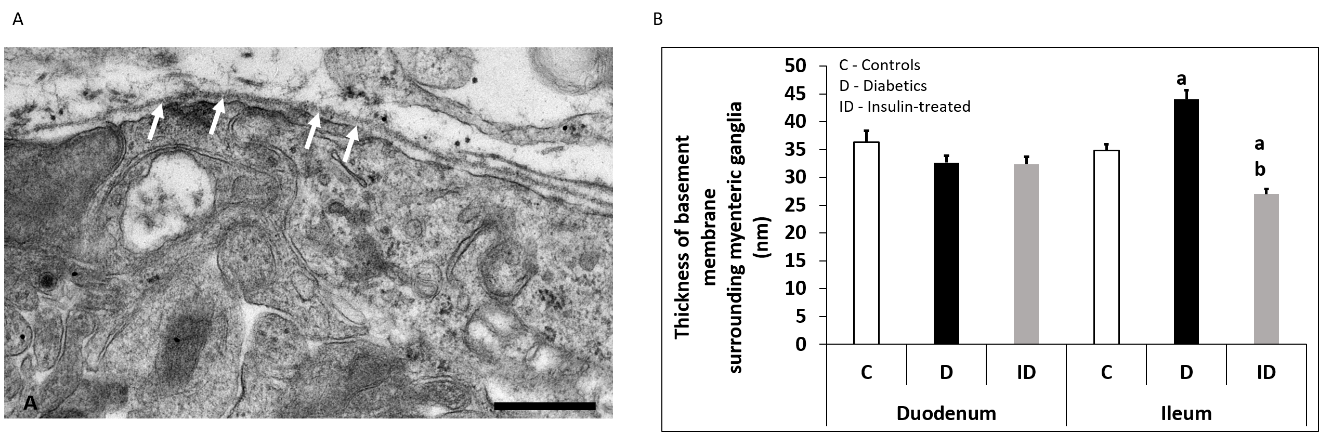 A
A
B
Thickness of basement
membrane
surrounding myenteric ganglia
(nm)
50
45
40
35
30
25
20
15
10
5
0
C - Controls
D - Diabetics
ID - Insulin-treated
a
a
b
C D ID C D ID
Duodenum Ileum